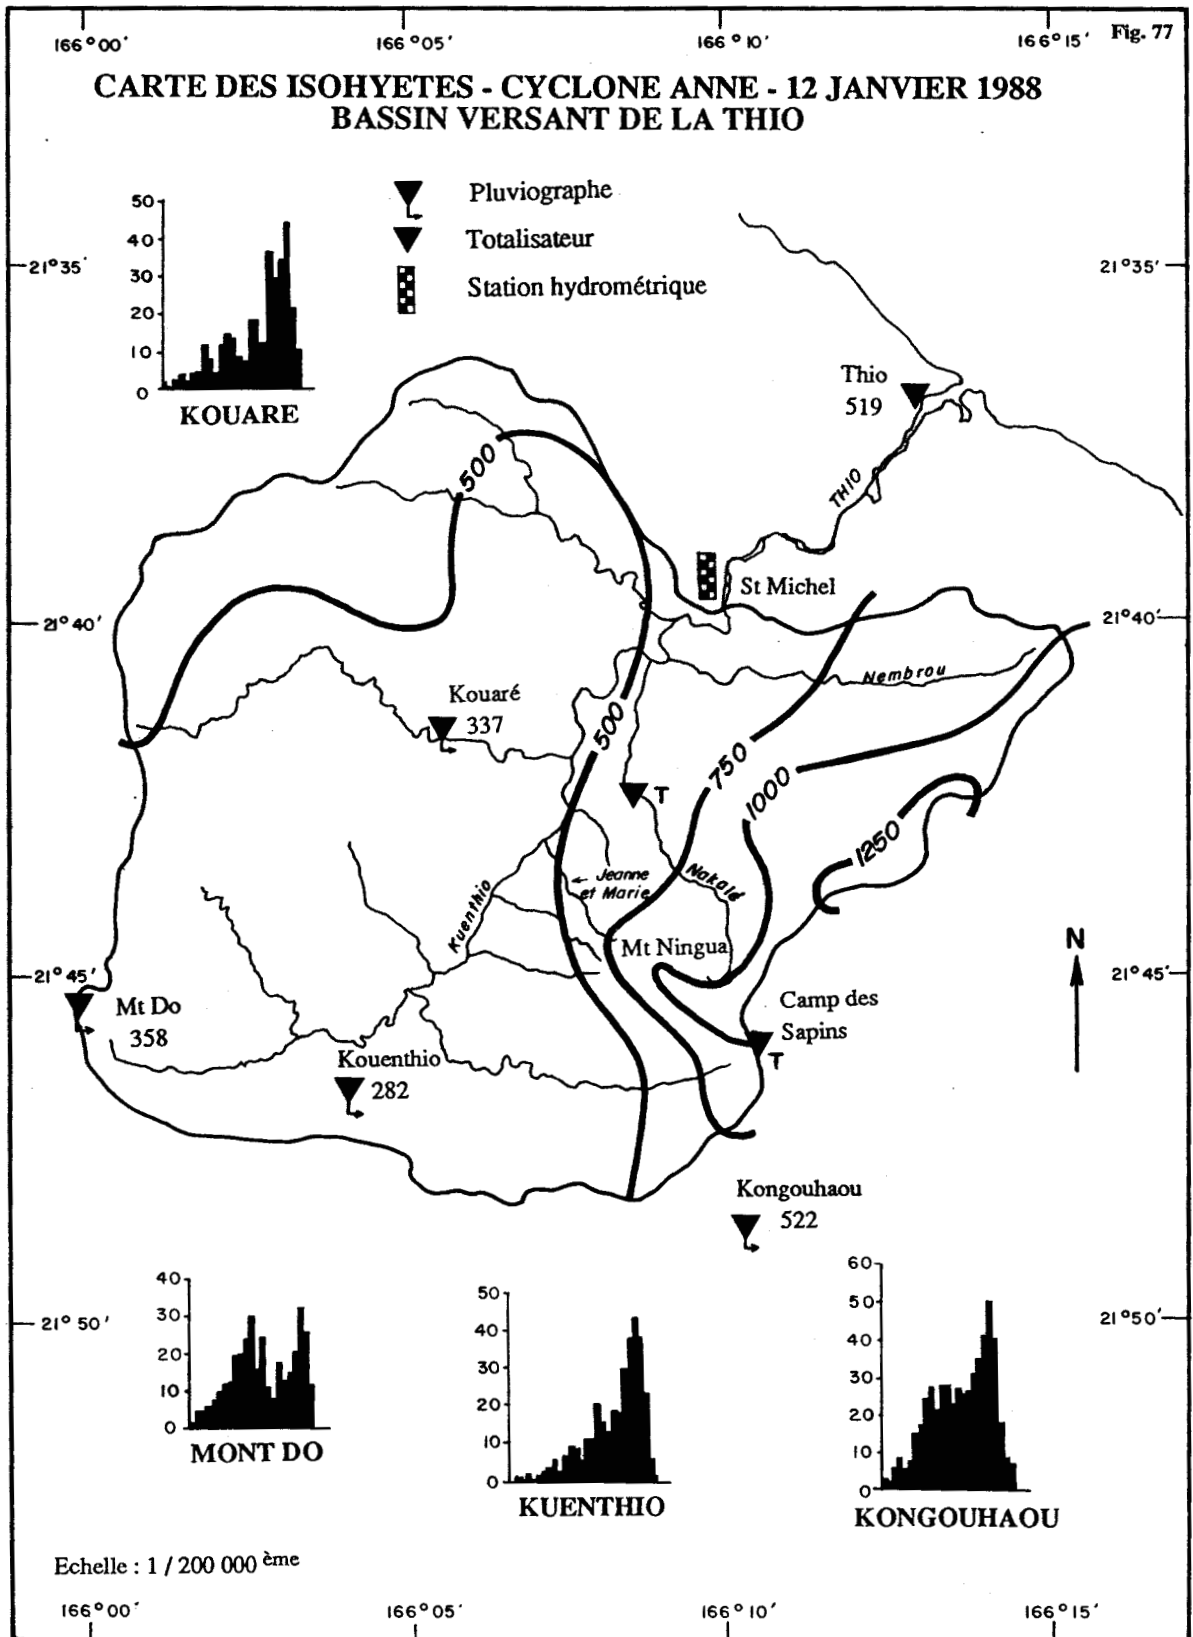 166°00′ 166°05′ 166°10′ 166°15′ Fig. 77
CARTE DES ISOHYETES - CYCLONE ANNE - 12 JANVIER 1988
BASSIN VERSANT DE LA THIO
Pluviographe
Totalisateur
Station hydrométrique
50
40
30
20
10
0
KOUARE
21°35′ 21°35′
Thio
519
THIO
500
St Michel
21°40′ 21°40′
Nembrou
Kouaré
337
500
750
1000
T
1250
Jeanne
et Marie
Nakalé
Kuenthio
Mt Ningua
N
21°45′ 21°45′
Mt Do
358
Camp des
Sapins
T
Kouenthio
282
Kongouhaou
522
21°50′ 21°50′
40
30
20
10
0
MONT DO
50
40
30
20
10
0
KUENTHIO
60
50
40
30
20
10
0
KONGOUHAOU
Echelle : 1 / 200 000 ème
166°00′ 166°05′ 166°10′ 166°15′